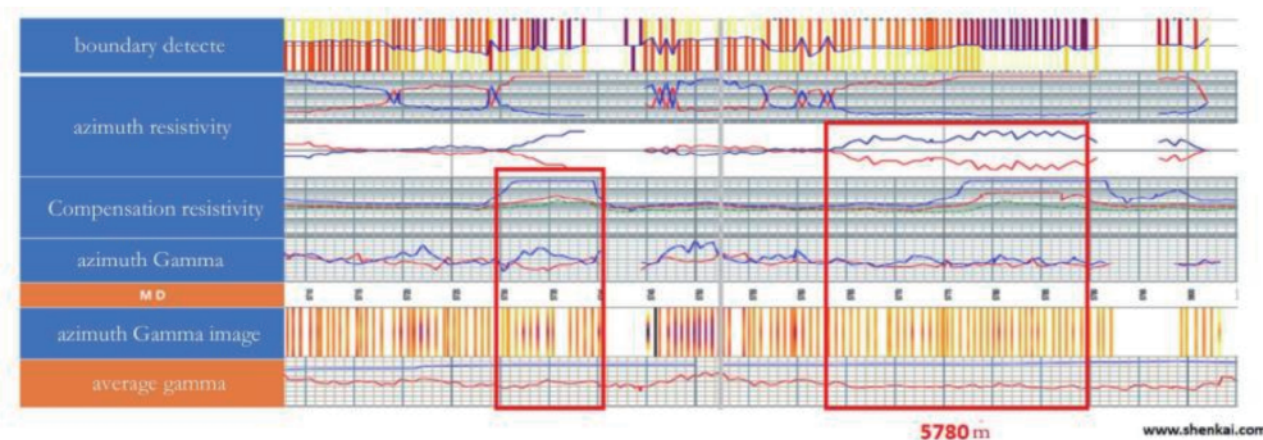 boundary detecte
azimuth resistivity
Compensation resistivity
azimuth Gamma
M D
azimuth Gamma image
average gamma
5780 m
www.shenkai.com